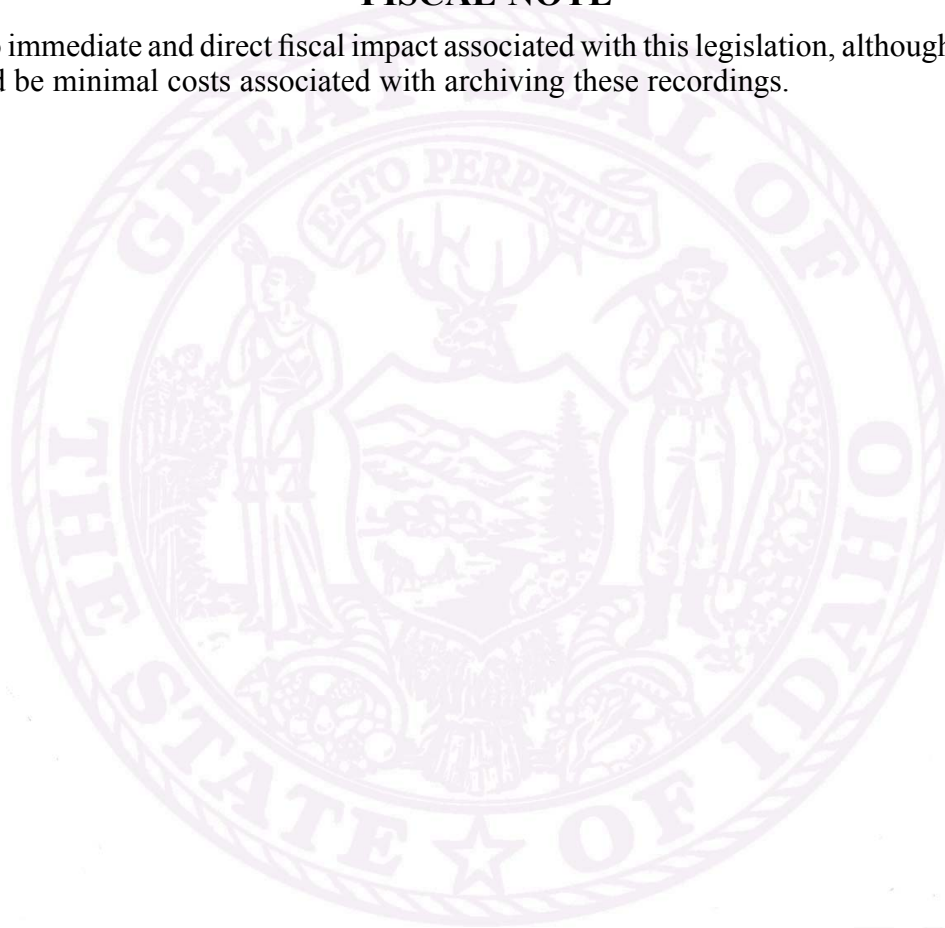 FISCAL NOTE
immediate and direct fiscal impact associated with this legislation, although
be minimal costs associated with archiving these recordings.
GREAT SEAL OF
ESTO PERPETUA
THE STATE OF IDAHO